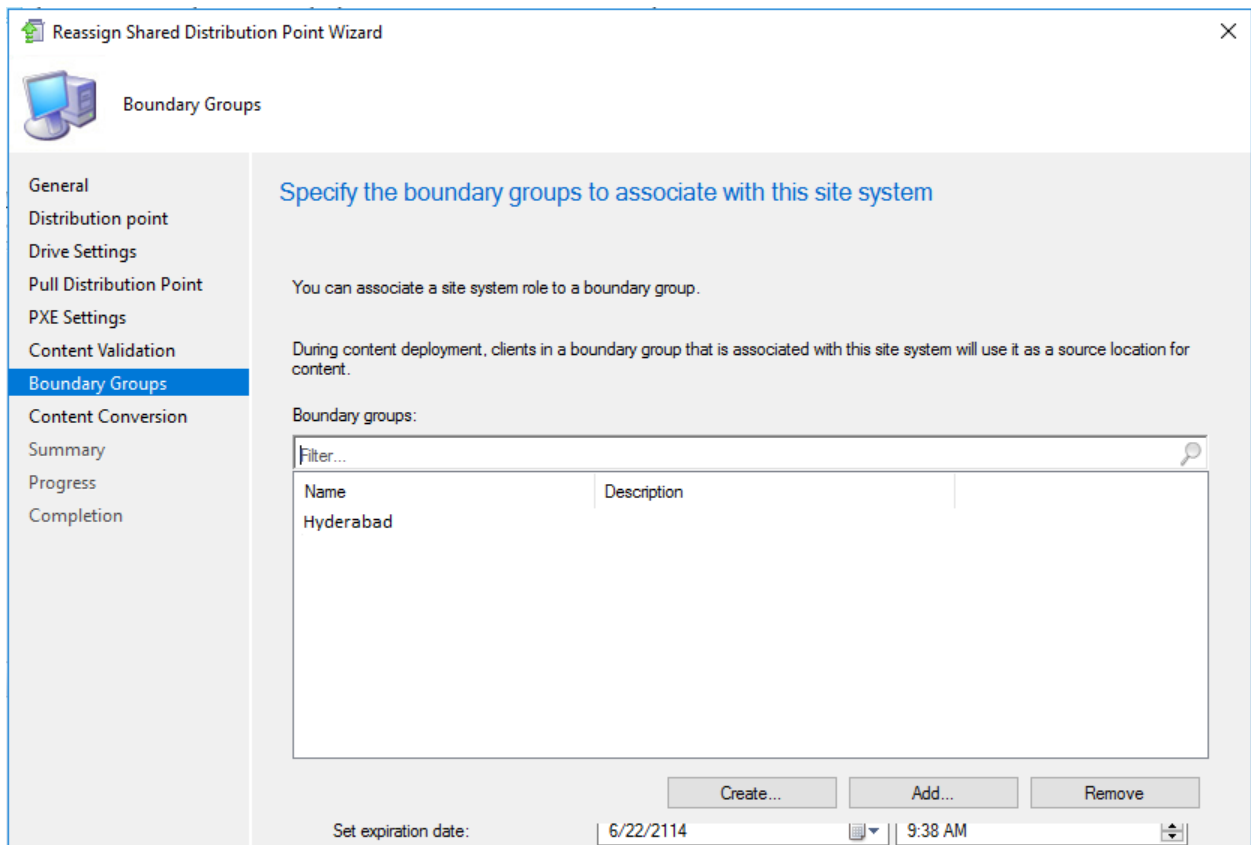 Reassign Shared Distribution Point Wizard
Boundary Groups
General
Distribution point
Drive Settings
Pull Distribution Point
PXE Settings
Content Validation
Boundary Groups
Content Conversion
Summary
Progress
Completion
Specify the boundary groups to associate with this site system
You can associate a site system role to a boundary group.
During content deployment, clients in a boundary group that is associated with this site system will use it as a source location for
content.
Boundary groups:
Filter...
Name Description
Hyderabad
Create... Add... Remove
Set expiration date: 6/22/2114 9:38 AM